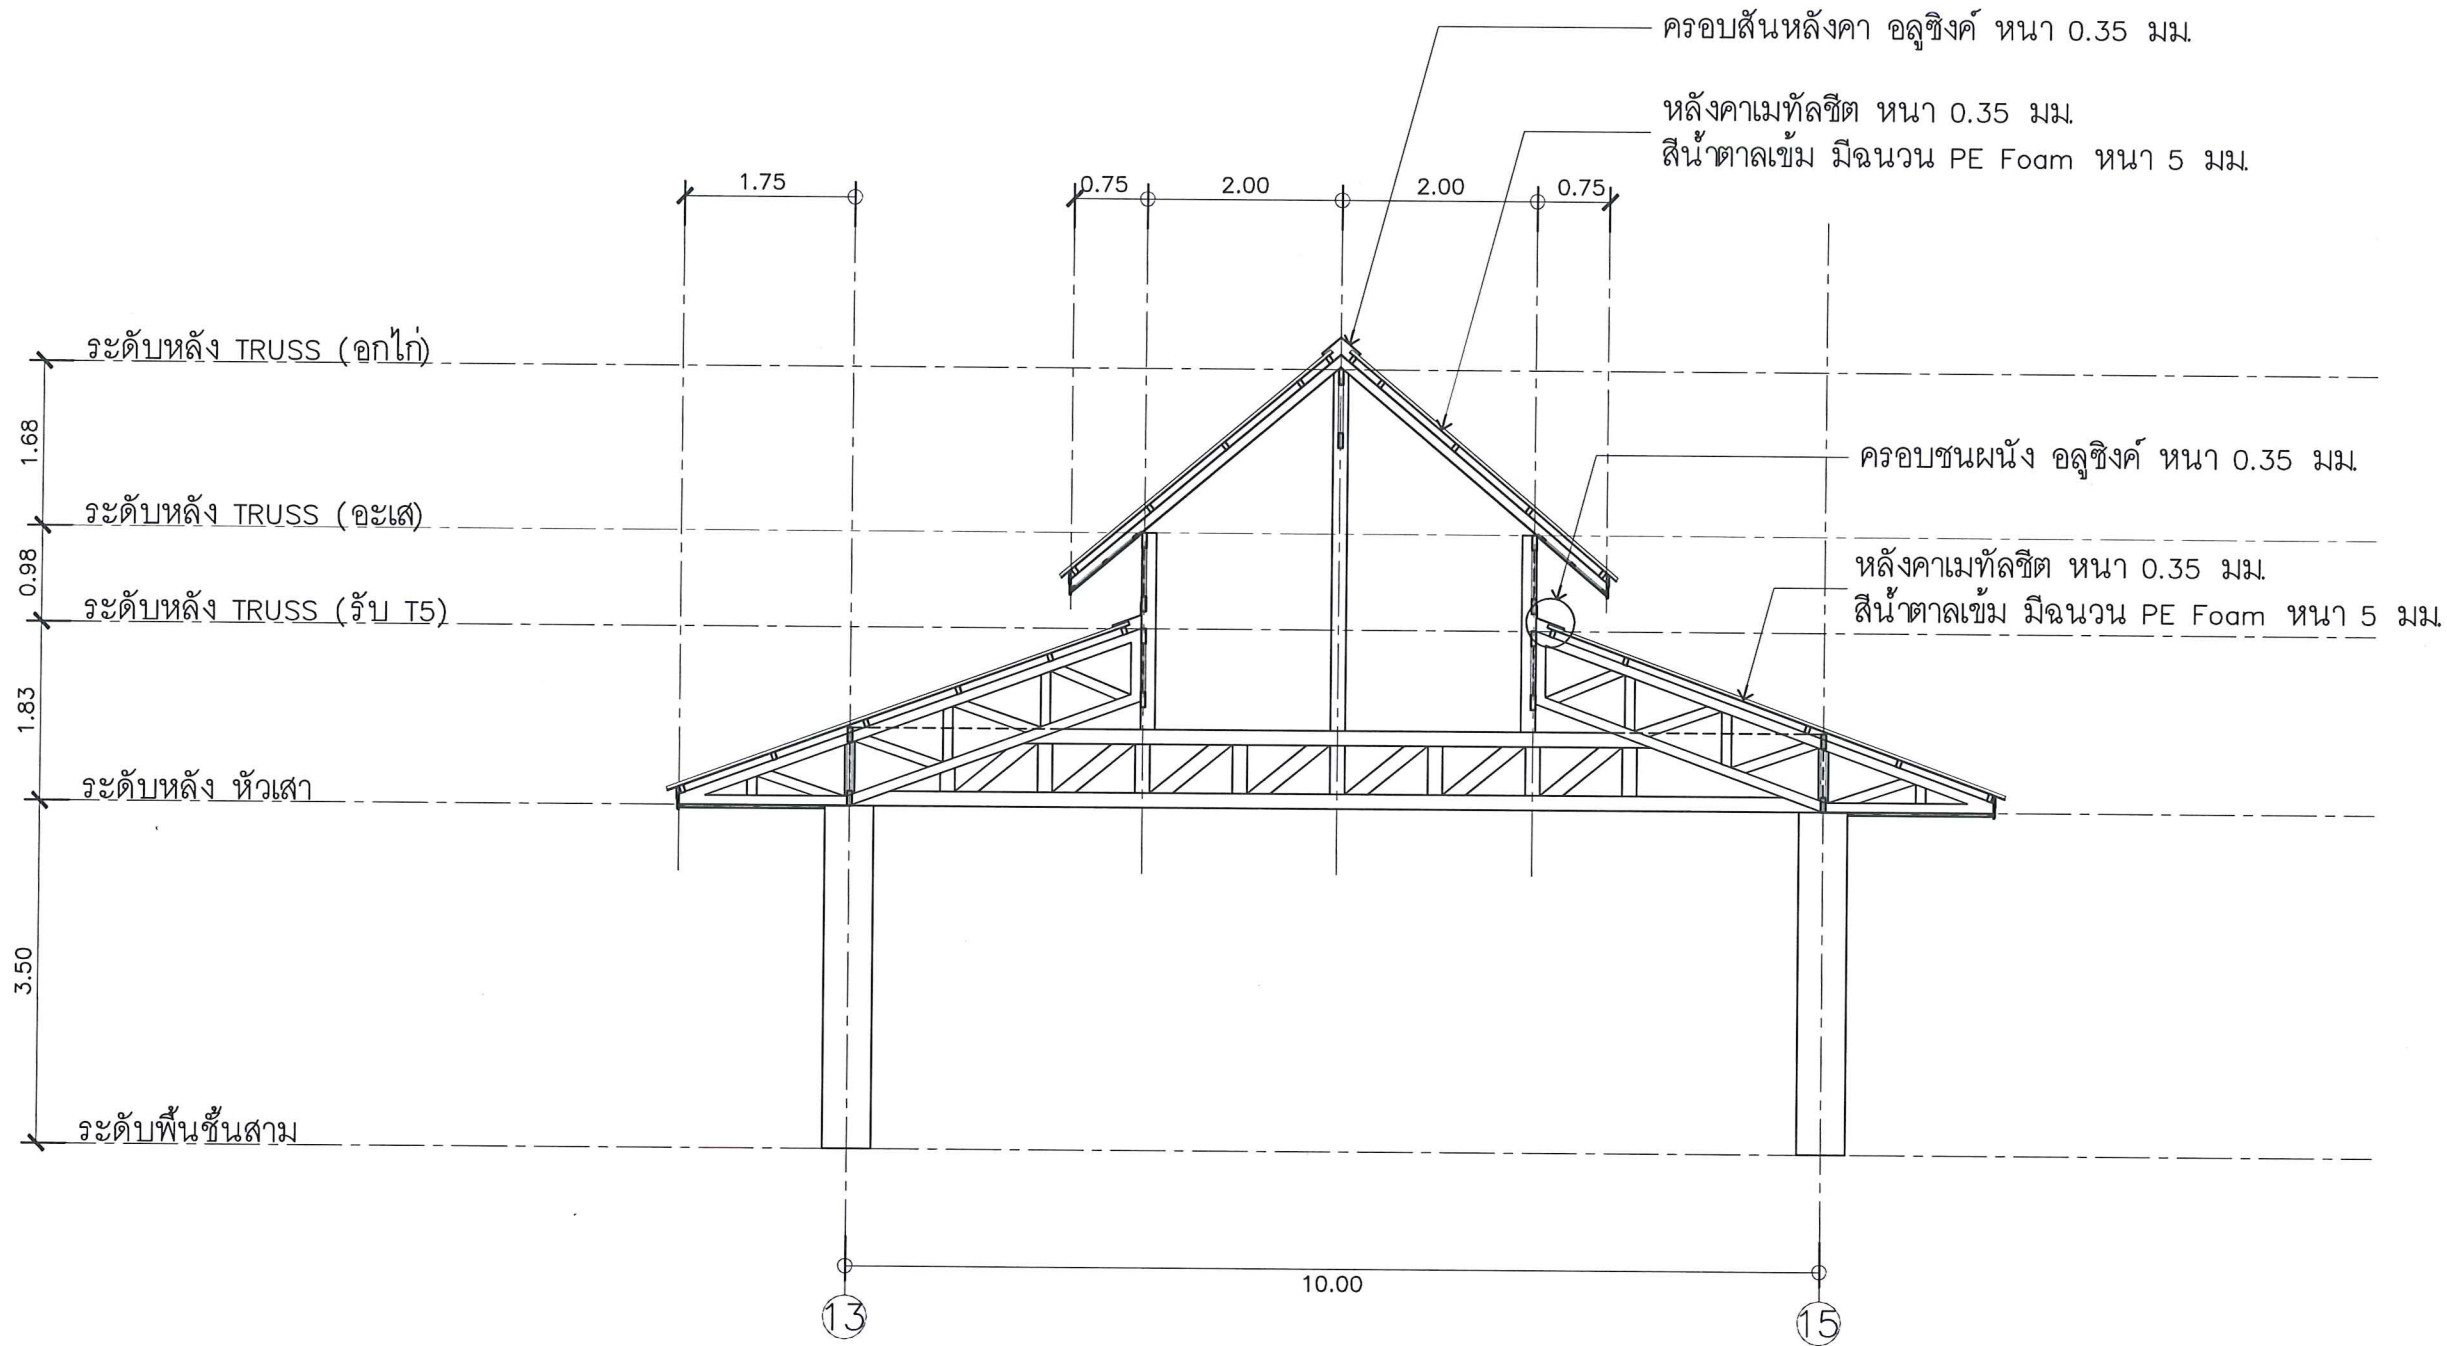 ครอบสันหลังคา อลูซิงค์ หนา 0.35 มม.
หลังคาเมทัลชีต หนา 0.35 มม.
สีน้ำตาลเข้ม มีฉนวน PE Foam หนา 5 มม.
1.75
0.75
2.00
2.00
0.75
ระดับหลัง TRUSS (อกไก่)
1.68
ครอบชนผนัง อลูซิงค์ หนา 0.35 มม.
ระดับหลัง TRUSS (อะเส)
0.98
หลังคาเมทัลชีต หนา 0.35 มม.
สีน้ำตาลเข้ม มีฉนวน PE Foam หนา 5 มม.
ระดับหลัง TRUSS (รับ T5)
1.83
ระดับหลัง หัวเสา
3.50
ระดับพื้นชั้นสาม
10.00
13
15